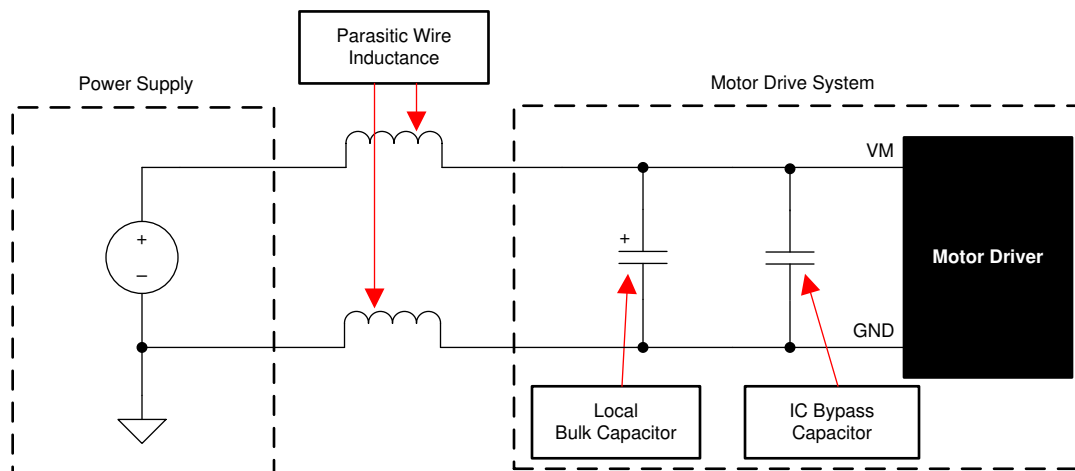 Parasitic Wire
Inductance
Power Supply
Motor Drive System
VM
+
–
+
Motor Driver
GND
Local
Bulk Capacitor
IC Bypass
Capacitor